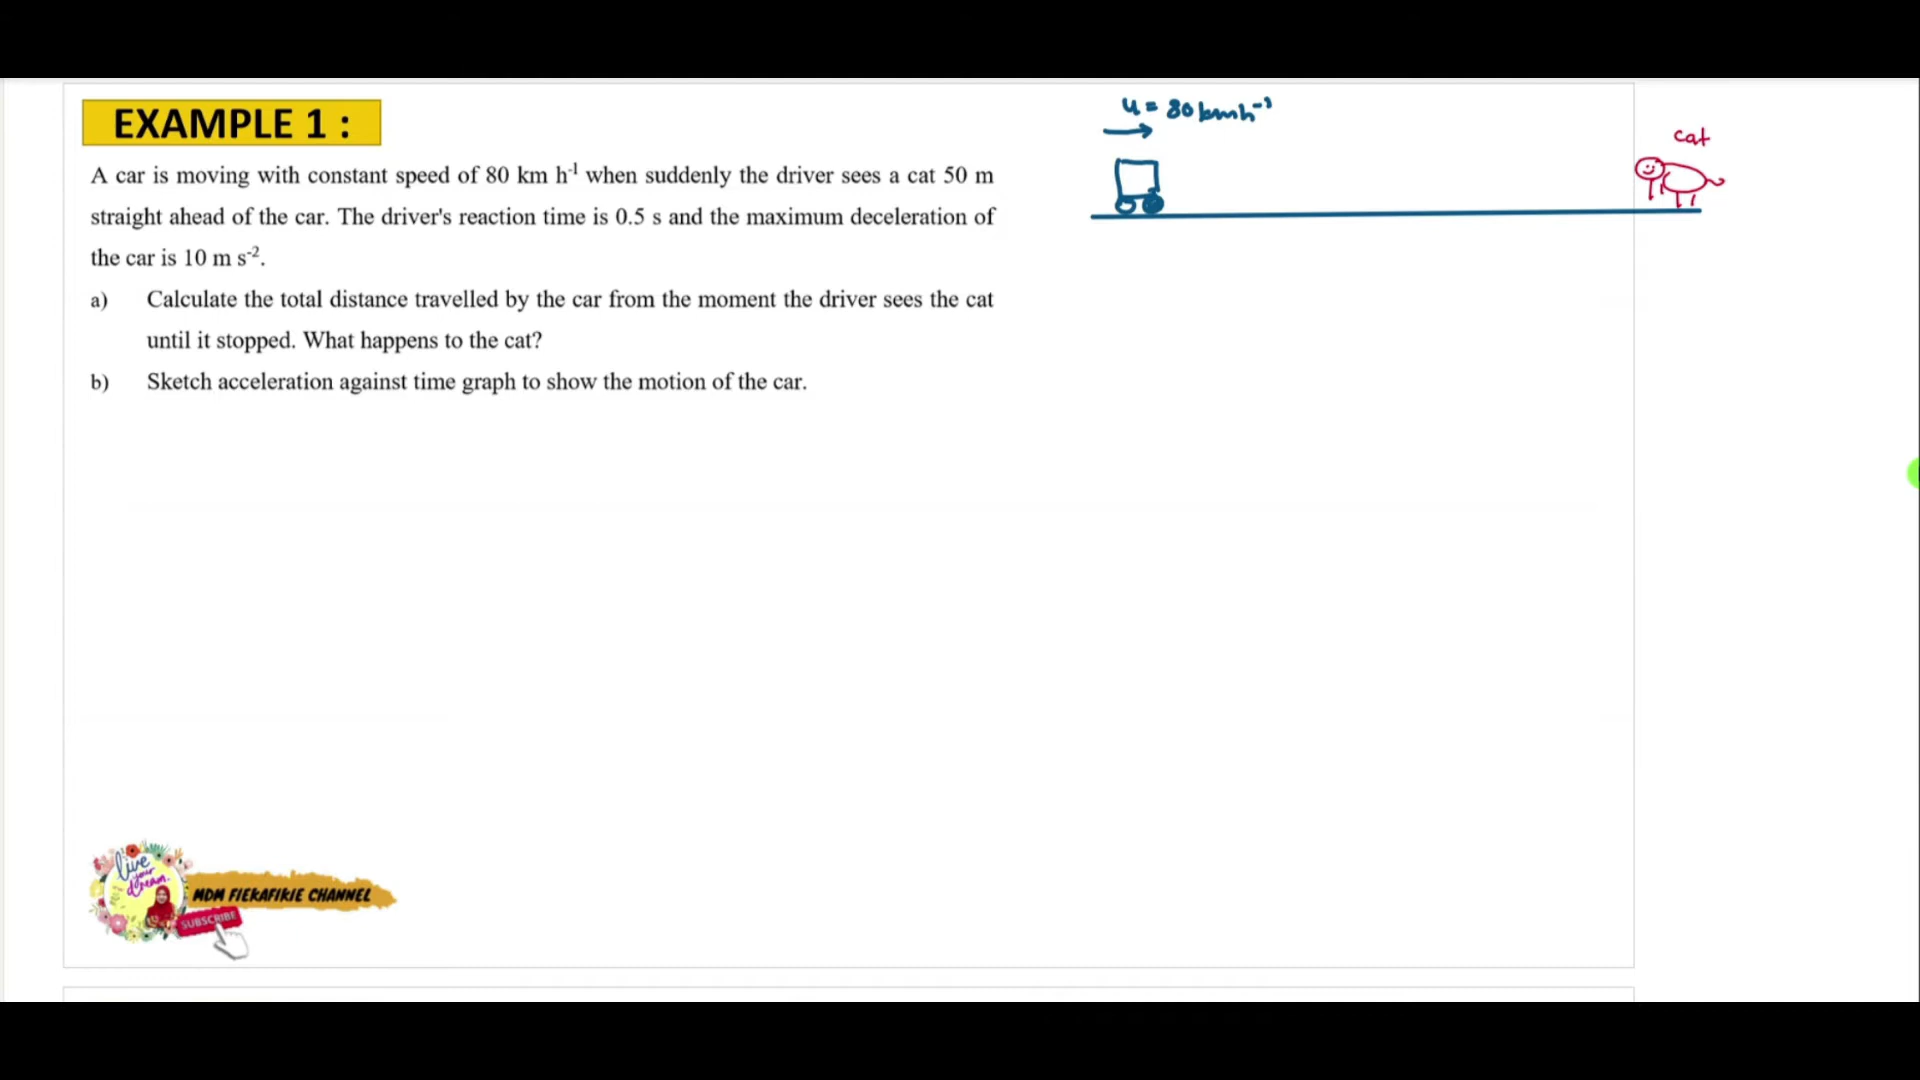 EXAMPLE 1 :
u = 80 kmh⁻¹
cat
A car is moving with constant speed of 80 km h⁻¹ when suddenly the driver sees a cat 50 m
straight ahead of the car. The driver's reaction time is 0.5 s and the maximum deceleration of
the car is 10 m s⁻².
a) Calculate the total distance travelled by the car from the moment the driver sees the cat
until it stopped. What happens to the cat?
b) Sketch acceleration against time graph to show the motion of the car.
live
your
dream.
MDM FIEKAFIKIE CHANNEL
SUBSCRIBE